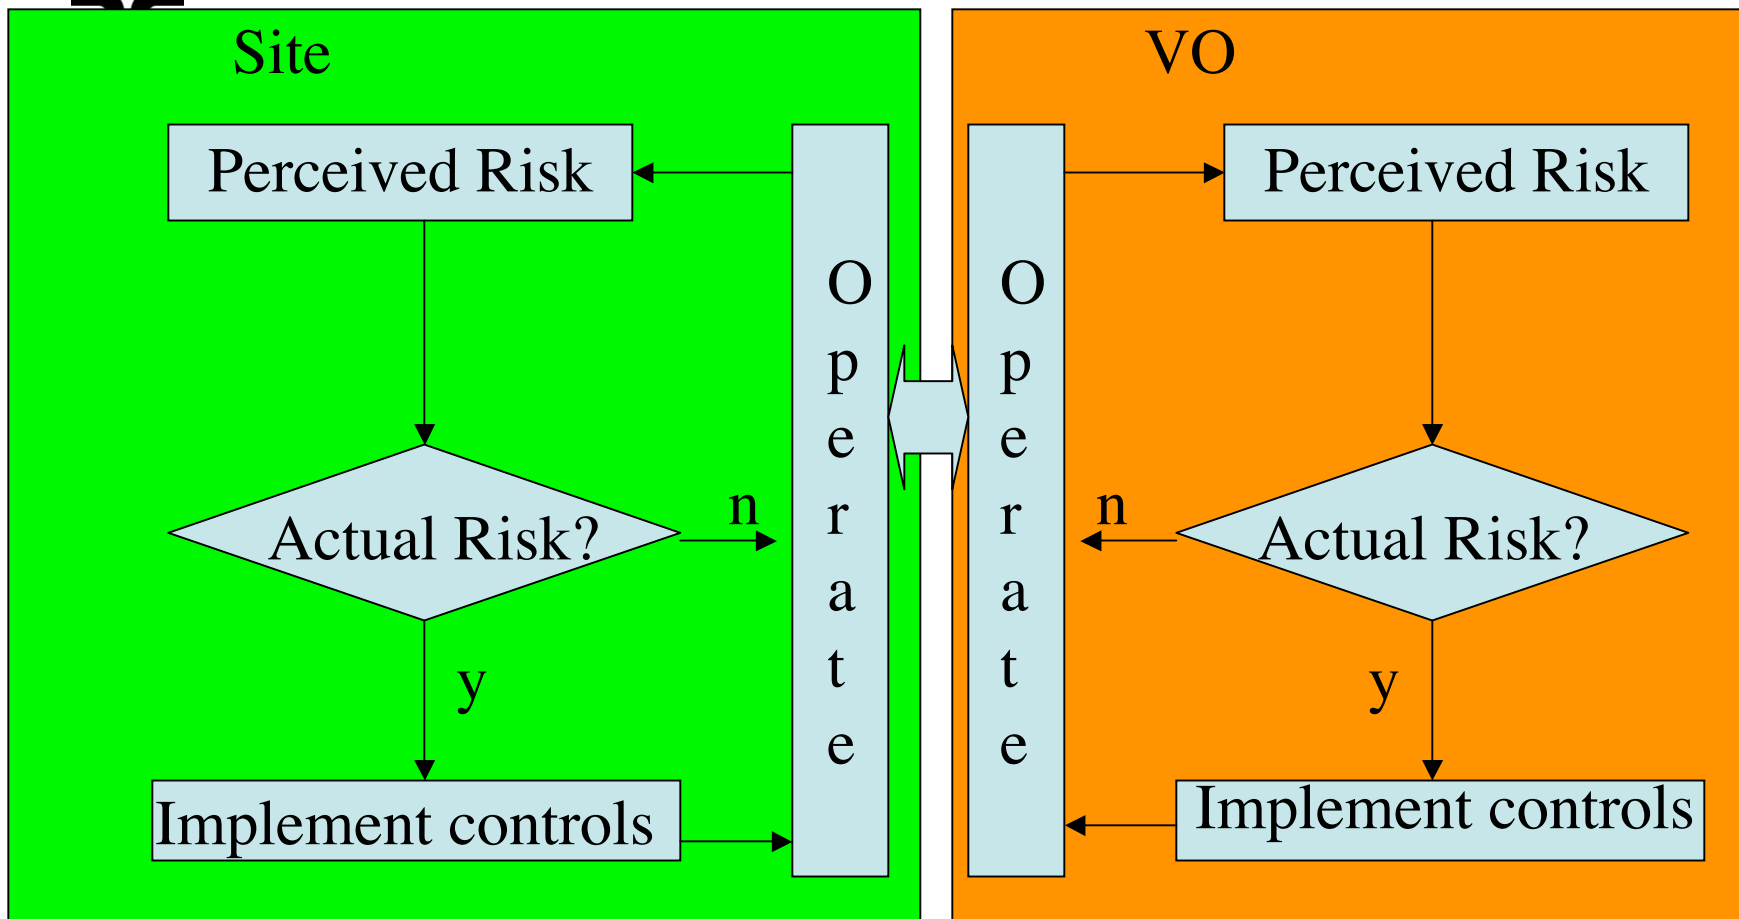 Site
Perceived Risk
Actual Risk?
n
y
Implement controls
O
p
e
r
a
t
e
VO
O
p
e
r
a
t
e
Perceived Risk
Actual Risk?
n
y
Implement controls